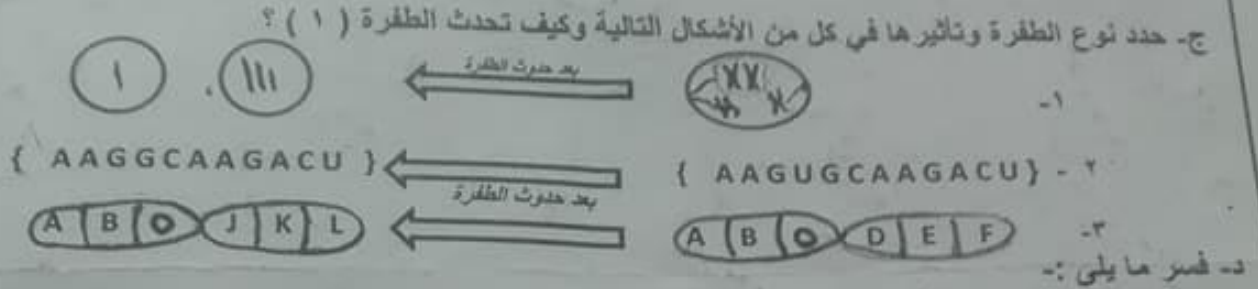 ج- حدد نوع الطفرة وتأثيرها في كل من الأشكال التالية وكيف تحدث الطفرة ( ١ ) ؟
١- بعد حدوث الطفرة
٢ - { AAGUGCAAGACU } بعد حدوث الطفرة { AAGGCAAGACU }
٣- A B O D E F A B O J K L
د- فسر ما يلى :-